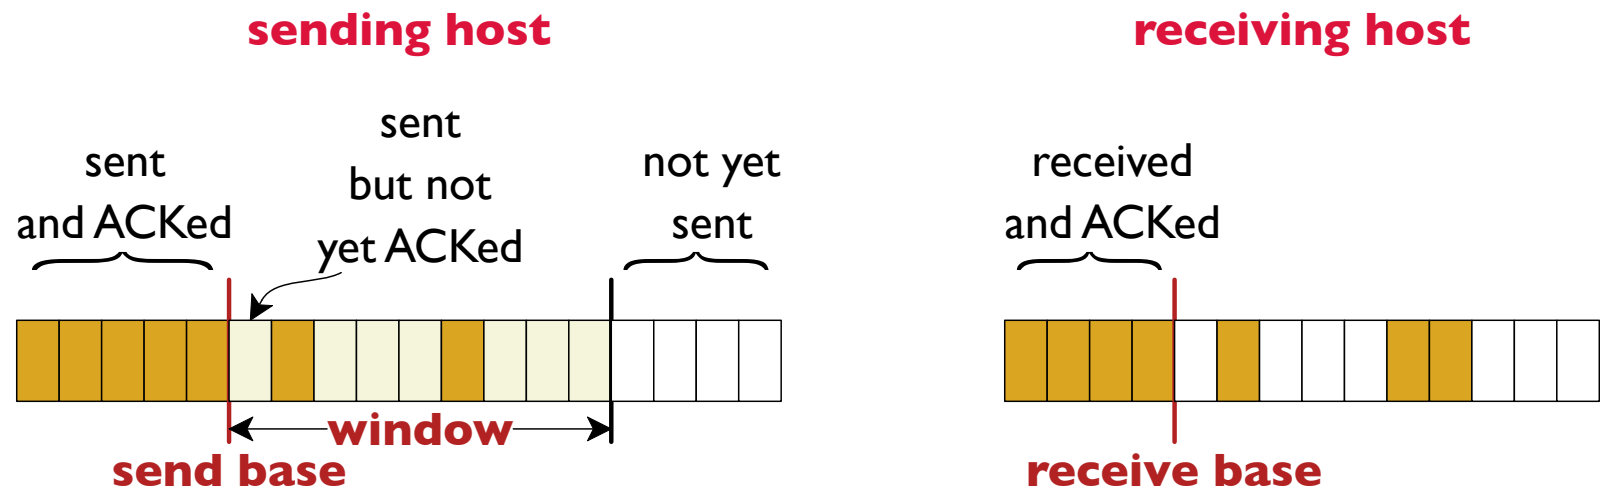 sending host
sent
and ACKed
sent
but not
yet ACKed
not yet
sent
window
send base
receiving host
received
and ACKed
receive base